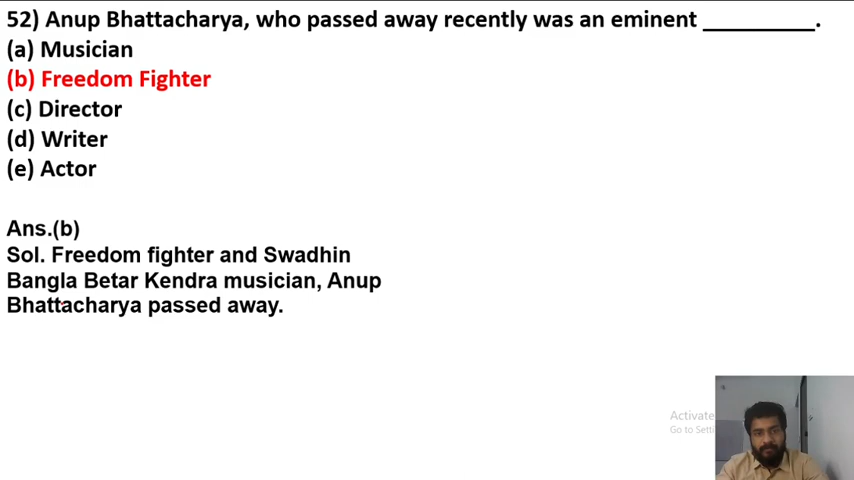 52) Anup Bhattacharya, who passed away recently was an eminent __________.
(a) Musician
(b) Freedom Fighter
(c) Director
(d) Writer
(e) Actor
Ans.(b)
Sol. Freedom fighter and Swadhin
Bangla Betar Kendra musician, Anup
Bhattacharya passed away.
Activate
Go to